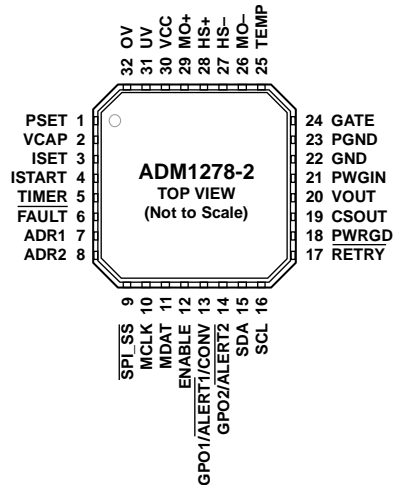 32 OV
31 UV
30 VCC
29 MO+
28 HS+
27 HS–
26 MO–
25 TEMP
PSET 1
VCAP 2
ISET 3
ISTART 4
TIMER 5
FAULT 6
ADR1 7
ADR2 8
ADM1278-2
TOP VIEW
(Not to Scale)
24 GATE
23 PGND
22 GND
21 PWGIN
20 VOUT
19 CSOUT
18 PWRGD
17 RETRY
SPI_SS 9
MCLK 10
MDAT 11
ENABLE 12
GPO1/ALERT1/CONV 13
GPO2/ALERT2 14
SDA 15
SCL 16